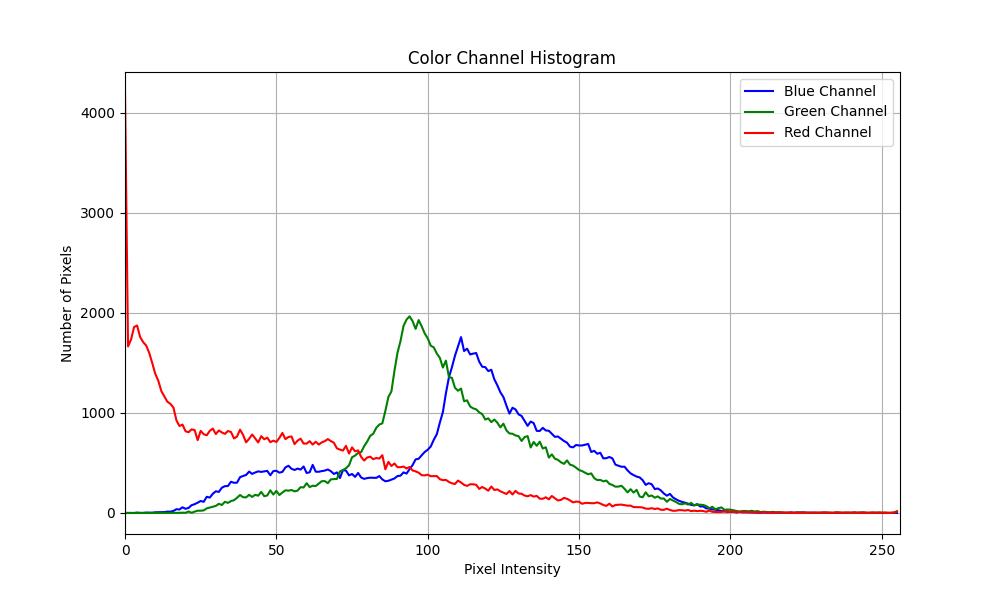 Color Channel Histogram
Blue Channel
Green Channel
Red Channel
Number of Pixels
4000
3000
2000
1000
0
0 50 100 150 200 250
Pixel Intensity